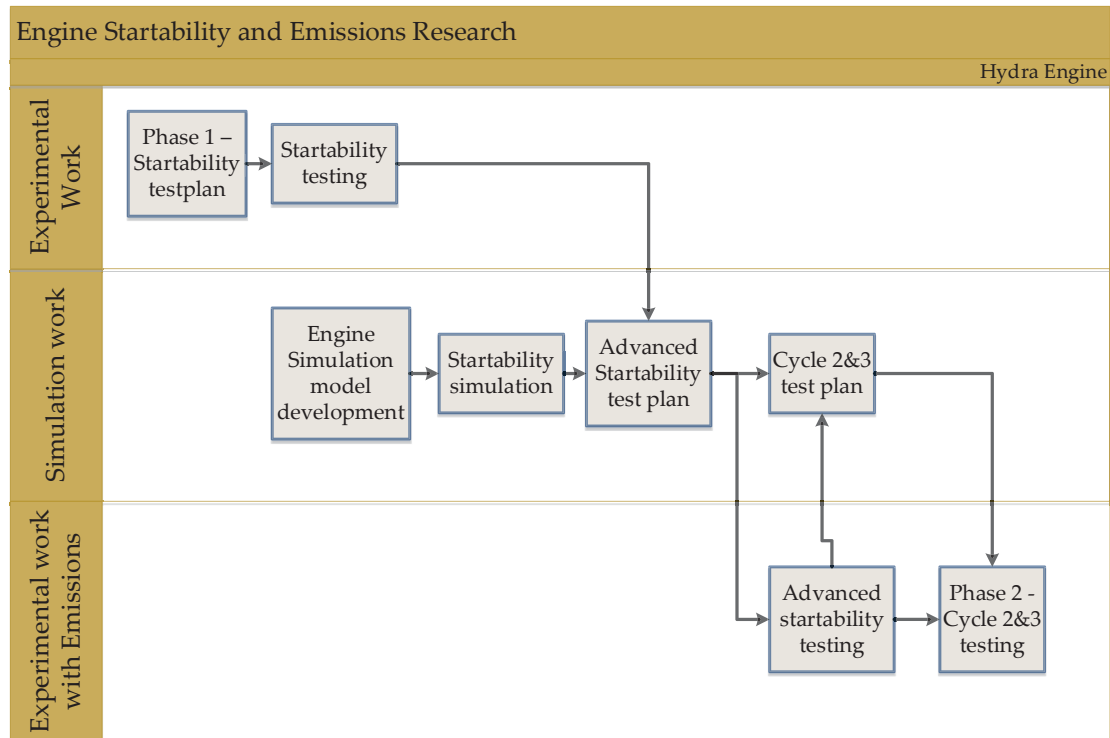 Engine Startability and Emissions Research
Hydra Engine
Experimental
Work
Phase 1 –
Startability
testplan
Startability
testing
Simulation work
Engine
Simulation
model
development
Startability
simulation
Advanced
Startability
test plan
Cycle 2&3
test plan
Experimental work
with Emissions
Advanced
startability
testing
Phase 2 -
Cycle 2&3
testing